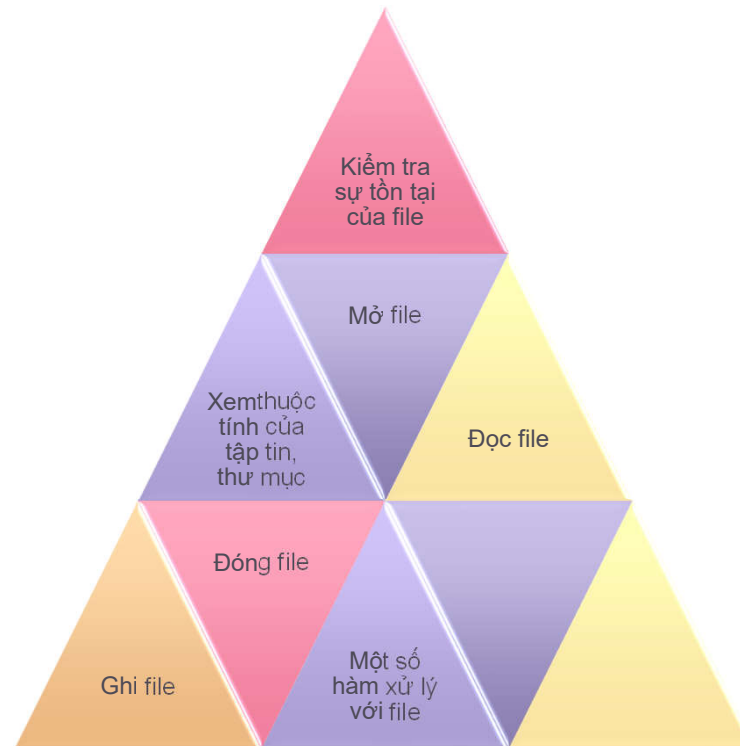 Kiểm tra
sự tồn tại
của file
Mở file
Xemthuộc
tính của
tập tin,
thư mục
Đọc file
Đóng file
Ghi file
Một số
hàm xử lý
với file